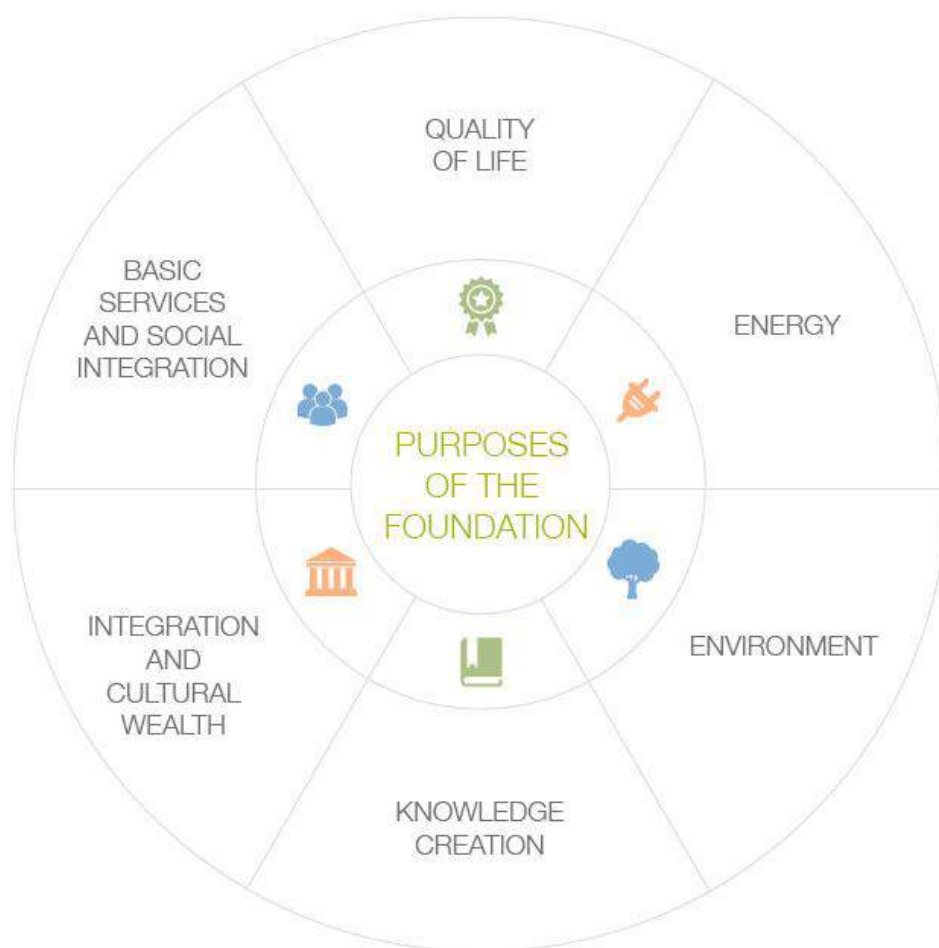 QUALITY
OF LIFE
ENERGY
ENVIRONMENT
KNOWLEDGE
CREATION
INTEGRATION
AND
CULTURAL
WEALTH
BASIC
SERVICES
AND SOCIAL
INTEGRATION
PURPOSES
OF THE
FOUNDATION